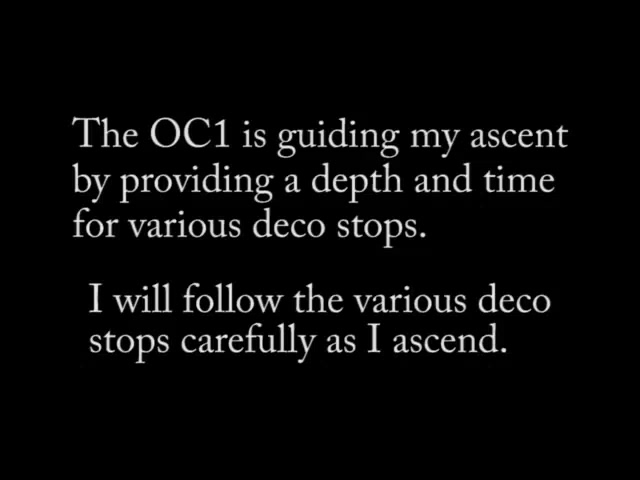 The OC1 is guiding my ascent
by providing a depth and time
for various deco stops.
I will follow the various deco
stops carefully as I ascend.